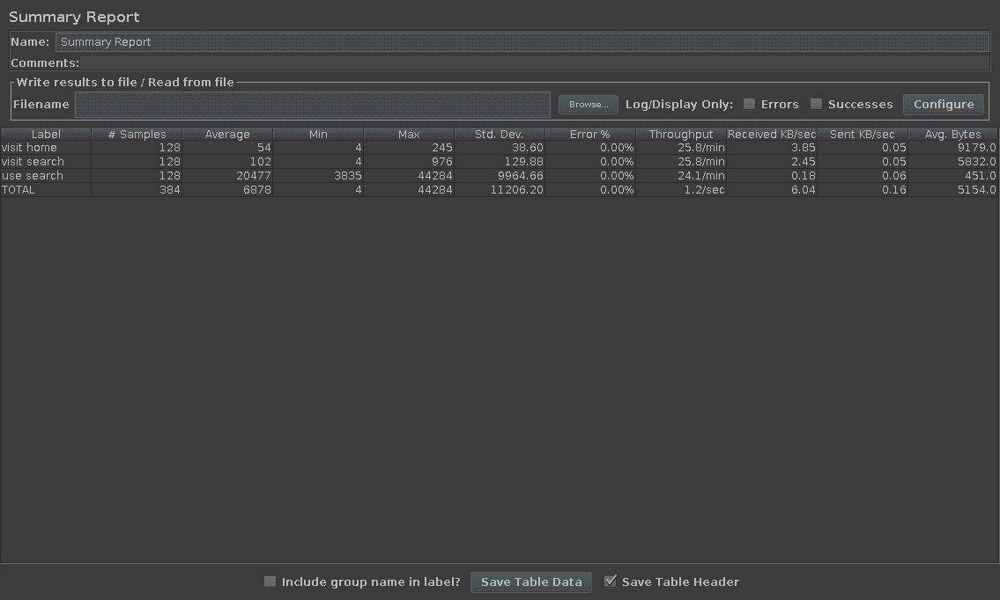 Summary Report
Name: Summary Report
Comments:
Write results to file / Read from file
Filename Browse... Log/Display Only: Errors Successes Configure
Label # Samples Average Min Max Std. Dev. Error % Throughput Received KB/sec Sent KB/sec Avg. Bytes
visit home 128 54 4 245 38.60 0.00% 25.8/min 3.85 0.05 9179.0
visit search 128 102 4 976 129.88 0.00% 25.8/min 2.45 0.05 5832.0
use search 128 20477 3835 44284 9964.66 0.00% 24.1/min 0.18 0.06 451.0
TOTAL 384 6878 4 44284 11206.20 0.00% 1.2/sec 6.04 0.16 5154.0
Include group name in label? Save Table Data Save Table Header